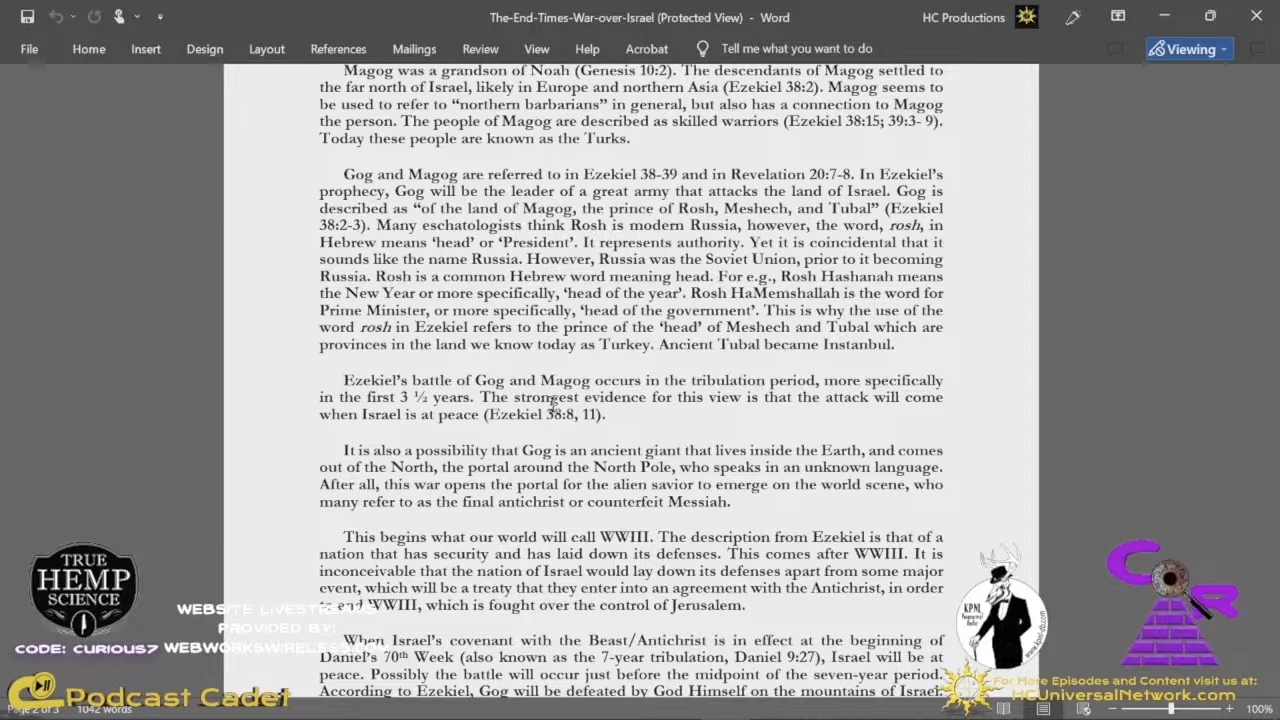 The-End-Times-War-over-Israel (Protected View) - Word
HC Productions
File Home Insert Design Layout References Mailings Review View Help Acrobat Tell me what you want to do
Viewing
Magog was a grandson of Noah (Genesis 10:2). The descendants of Magog settled to
the far north of Israel, likely in Europe and northern Asia (Ezekiel 38:2). Magog seems to
be used to refer to “northern barbarians” in general, but also has a connection to Magog
the person. The people of Magog are described as skilled warriors (Ezekiel 38:15; 39:3- 9).
Today these people are known as the Turks.
Gog and Magog are referred to in Ezekiel 38-39 and in Revelation 20:7-8. In Ezekiel’s
prophecy, Gog will be the leader of a great army that attacks the land of Israel. Gog is
described as “of the land of Magog, the prince of Rosh, Meshech, and Tubal” (Ezekiel
38:2-3). Many eschatologists think Rosh is modern Russia, however, the word, rosh, in
Hebrew means ‘head’ or ‘President’. It represents authority. Yet it is coincidental that it
sounds like the name Russia. However, Russia was the Soviet Union, prior to it becoming
Russia. Rosh is a common Hebrew word meaning head. For e.g., Rosh Hashanah means
the New Year or more specifically, ‘head of the year’. Rosh HaMemshallah is the word for
Prime Minister, or more specifically, ‘head of the government’. This is why the use of the
word rosh in Ezekiel refers to the prince of the ‘head’ of Meshech and Tubal which are
provinces in the land we know today as Turkey. Ancient Tubal became Instanbul.
Ezekiel’s battle of Gog and Magog occurs in the tribulation period, more specifically
in the first 3 ½ years. The strongest evidence for this view is that the attack will come
when Israel is at peace (Ezekiel 38:8, 11).
It is also a possibility that Gog is an ancient giant that lives inside the Earth, and comes
out of the North, the portal around the North Pole, who speaks in an unknown language.
After all, this war opens the portal for the alien savior to emerge on the world scene, who
many refer to as the final antichrist or counterfeit Messiah.
This begins what our world will call WWIII. The description from Ezekiel is that of a
nation that has security and has laid down its defenses. This comes after WWIII. It is
inconceivable that the nation of Israel would lay down its defenses apart from some major
event, which will be a treaty that they enter into an agreement with the Antichrist, in order
WWIII, which is fought over the control of Jerusalem.
When Israel’s covenant with the Beast/Antichrist is in effect at the beginning of
Daniel’s 70th Week (also known as the 7-year tribulation, Daniel 9:27), Israel will be at
peace. Possibly the battle will occur just before the midpoint of the seven-year period.
According to Ezekiel, Gog will be defeated by God Himself on the mountains of Israel.
TRUE
HEMP
SCIENCE
CODE: CURIOUS7
WEBSITE LIVESTREAMS
PROVIDED BY:
WEBWORKSWIRELESS.COM
Podcast Cadet
KPNL
C R
For More Episodes and Content visit us at:
HCUniversalNetwork.com
Page 2 of 3 1042 words
100%